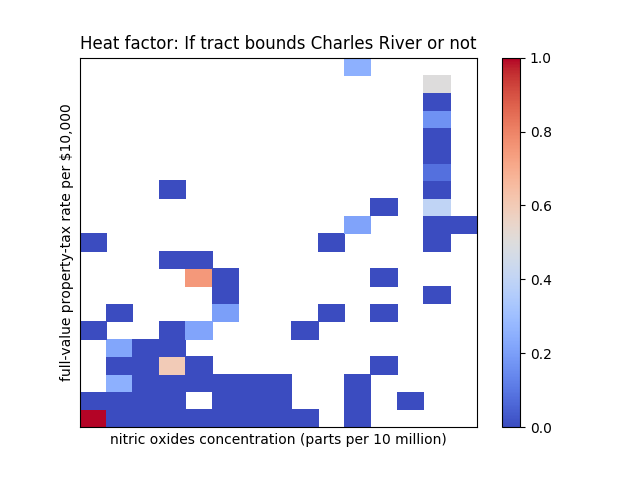 Heat factor: If tract bounds Charles River or not
full-value property-tax rate per $10,000
nitric oxides concentration (parts per 10 million)
1.0
0.8
0.6
0.4
0.2
0.0